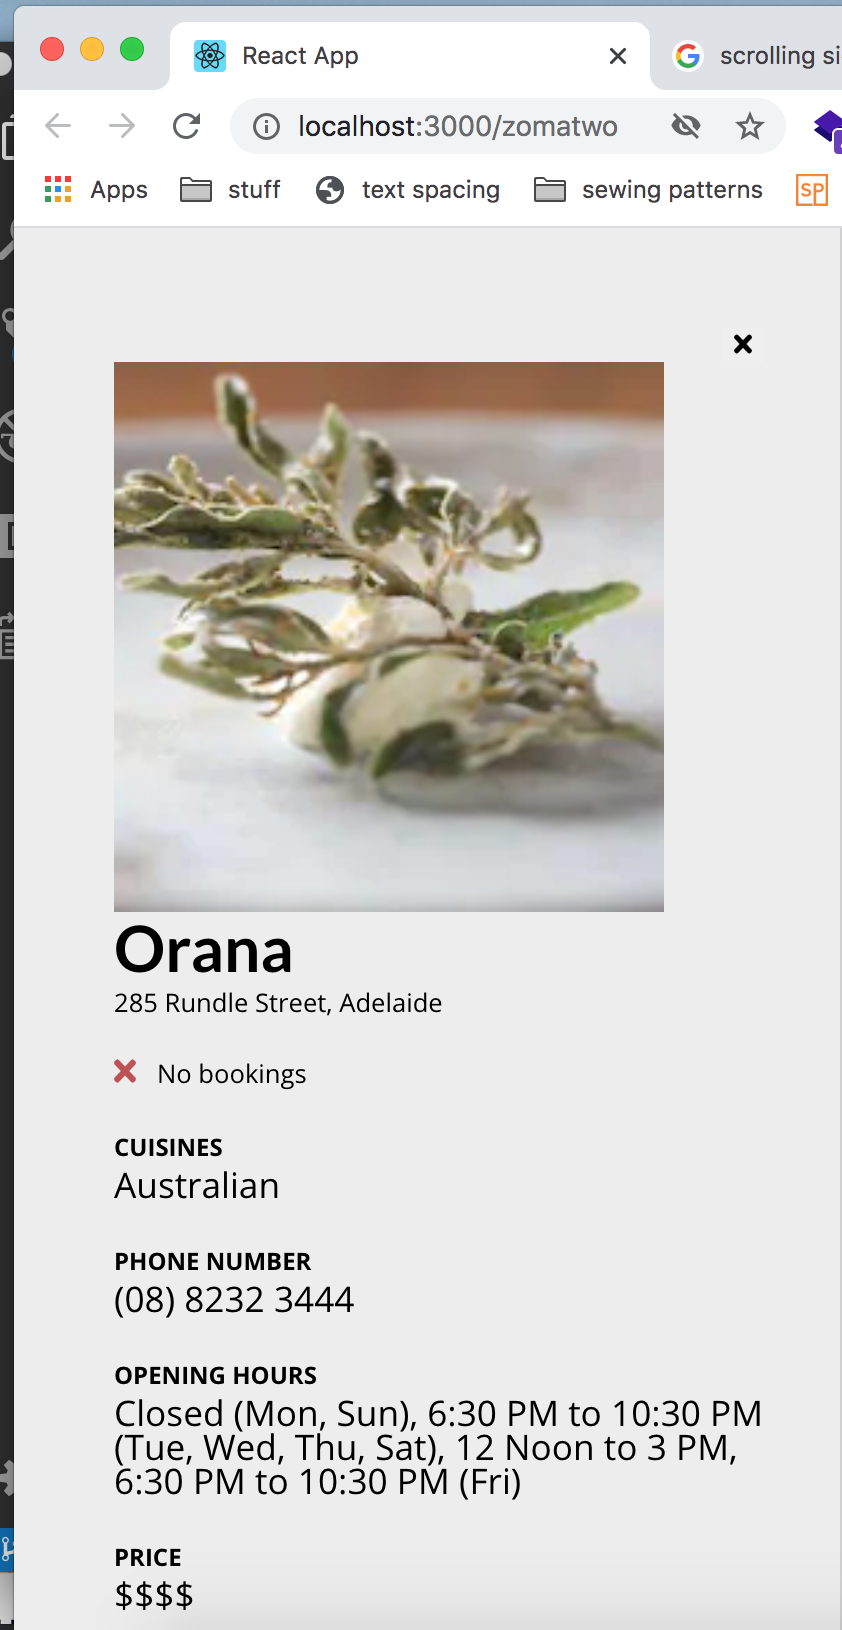 React App
scrolling si
localhost:3000/zomatwo
Apps
stuff
text spacing
sewing patterns
SP
Orana
285 Rundle Street, Adelaide
No bookings
CUISINES
Australian
PHONE NUMBER
(08) 8232 3444
OPENING HOURS
Closed (Mon, Sun), 6:30 PM to 10:30 PM
(Tue, Wed, Thu, Sat), 12 Noon to 3 PM,
6:30 PM to 10:30 PM (Fri)
PRICE
$$$$